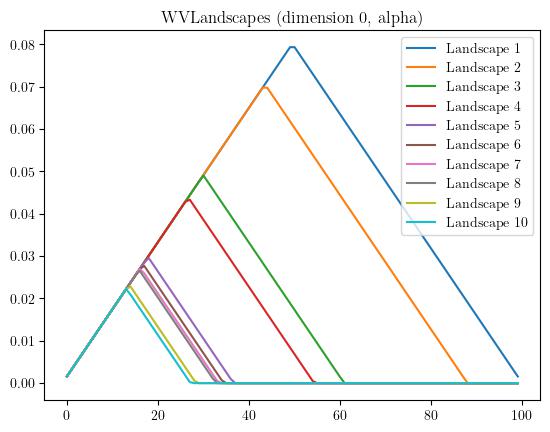 WVLandscapes (dimension 0, alpha)
0.08
0.07
0.06
0.05
0.04
0.03
0.02
0.01
0.00
0 20 40 60 80 100
Landscape 1
Landscape 2
Landscape 3
Landscape 4
Landscape 5
Landscape 6
Landscape 7
Landscape 8
Landscape 9
Landscape 10